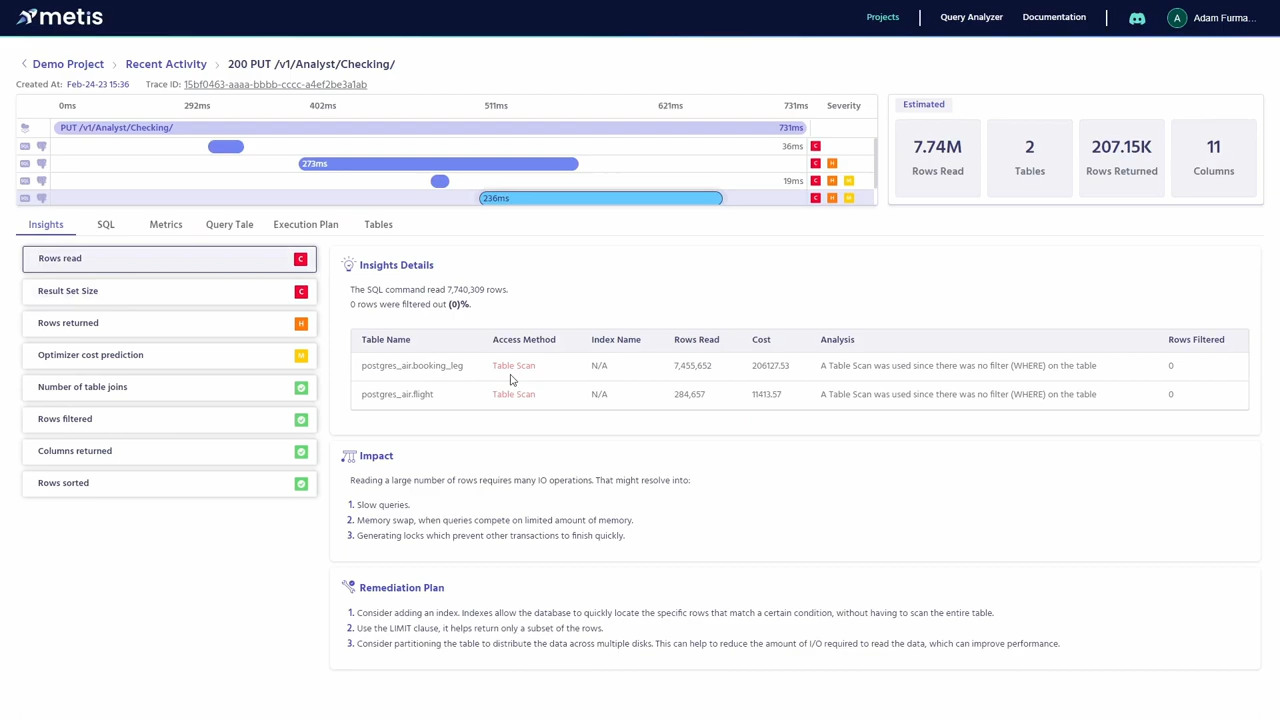 metis
Projects
Query Analyzer
Documentation
A
Adam Furma...
Demo Project
Recent Activity
200 PUT /v1/Analyst/Checking/
Created At: Feb-24-23 15:36 Trace ID: 15bf0463-aaaa-bbbb-cccc-a4ef2be3a1ab
0ms 292ms 402ms 511ms 621ms 731ms Severity
PUT /v1/Analyst/Checking/ 731ms
36ms C
273ms C H
19ms C H M
236ms C H M
Estimated
7.74M 2 207.15K 11
Rows Read Tables Rows Returned Columns
Insights SQL Metrics Query Tale Execution Plan Tables
Rows read C
Result Set Size C
Rows returned H
Optimizer cost prediction M
Number of table joins
Rows filtered
Columns returned
Rows sorted
Insights Details
The SQL command read 7,740,309 rows.
0 rows were filtered out (0)%.
Table Name Access Method Index Name Rows Read Cost Analysis Rows Filtered
postgres_air.booking_leg Table Scan N/A 7,455,652 206127.53 A Table Scan was used since there was no filter (WHERE) on the table 0
postgres_air.flight Table Scan N/A 284,657 11413.57 A Table Scan was used since there was no filter (WHERE) on the table 0
Impact
Reading a large number of rows requires many IO operations. That might resolve into:
1. Slow queries.
2. Memory swap, when queries compete on limited amount of memory.
3. Generating locks which prevent other transactions to finish quickly.
Remediation Plan
1. Consider adding an index. Indexes allow the database to quickly locate the specific rows that match a certain condition, without having to scan the entire table.
2. Use the LIMIT clause, it helps return only a subset of the rows.
3. Consider partitioning the table to distribute the data across multiple disks. This can help to reduce the amount of I/O required to read the data, which can improve performance.